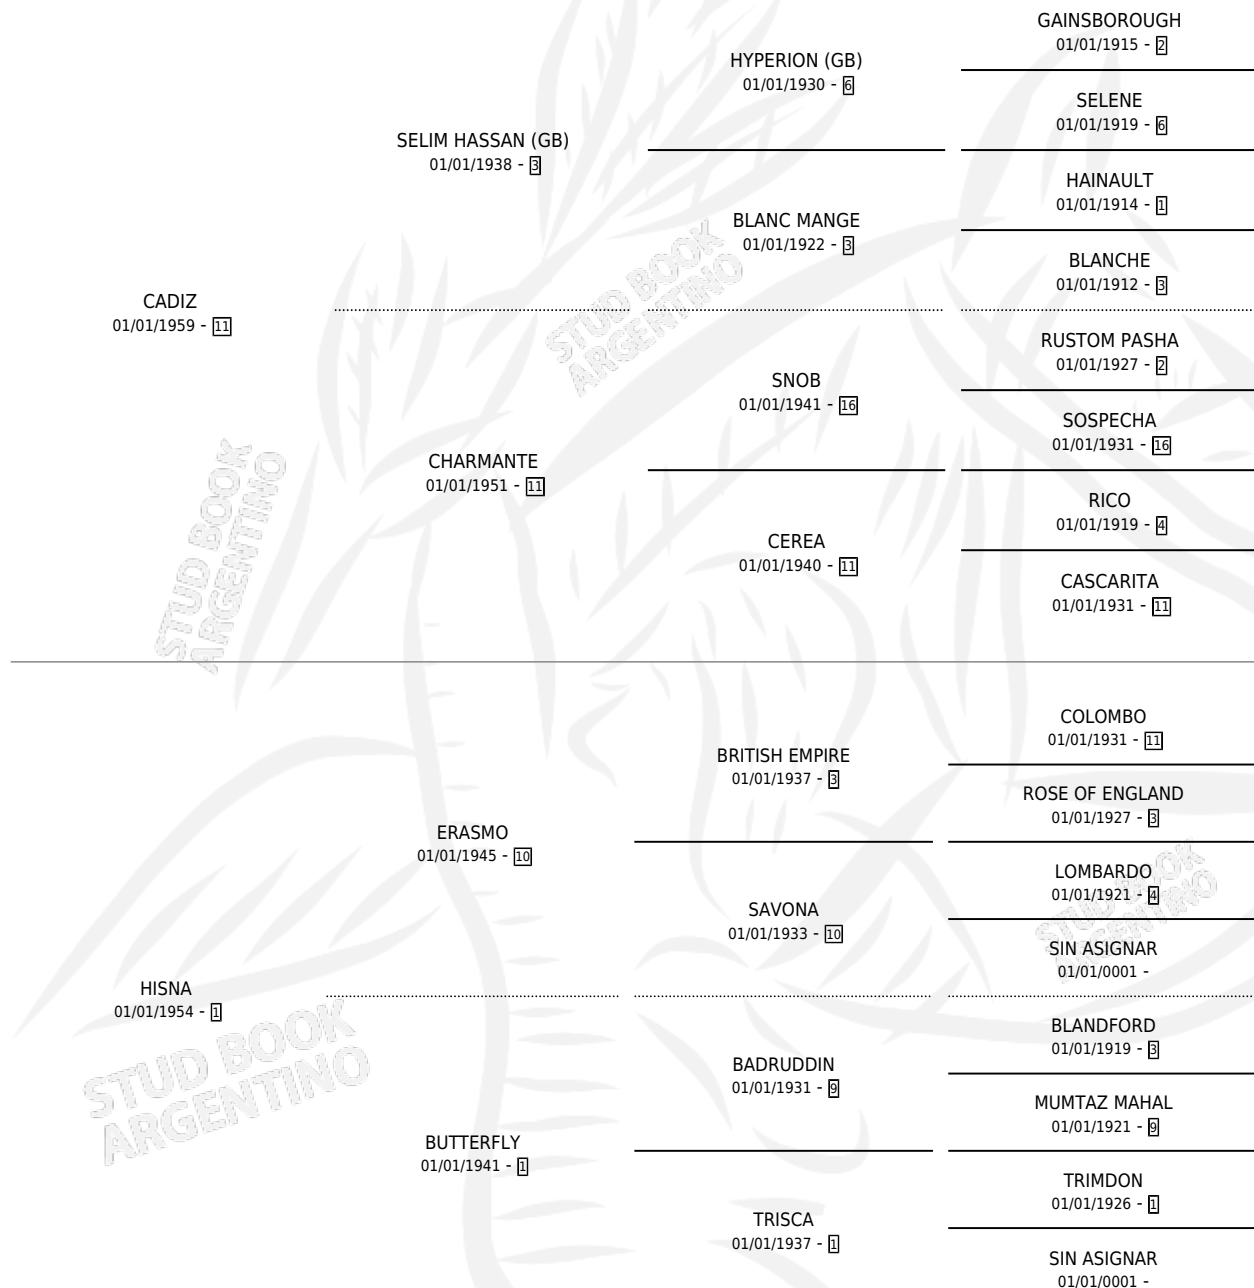 GAINSBOROUGH
01/01/1915 - 2
HYPERION (GB)
01/01/1930 - 6
SELENE
01/01/1919 - 6
SELIM HASSAN (GB)
01/01/1938 - 3
HAINAULT
01/01/1914 - 1
BLANC MANGE
01/01/1922 - 3
BLANCHE
01/01/1912 - 3
CADIZ
01/01/1959 - 11
RUSTOM PASHA
01/01/1927 - 2
SNOB
01/01/1941 - 16
SOSPECHA
01/01/1931 - 16
CHARMANTE
01/01/1951 - 11
RICO
01/01/1919 - 4
CEREA
01/01/1940 - 11
CASCARITA
01/01/1931 - 11
STUD BOOK
ARGENTINO
STUD BOOK
ARGENTINO
COLOMBO
01/01/1931 - 11
BRITISH EMPIRE
01/01/1937 - 3
ROSE OF ENGLAND
01/01/1927 - 3
ERASMO
01/01/1945 - 10
LOMBARDO
01/01/1921 - 4
SAVONA
01/01/1933 - 10
SIN ASIGNAR
01/01/0001 -
HISNA
01/01/1954 - 1
BLANDFORD
01/01/1919 - 3
BADRUDDIN
01/01/1931 - 9
MUMTAZ MAHAL
01/01/1921 - 9
BUTTERFLY
01/01/1941 - 1
TRIMDON
01/01/1926 - 1
TRISCA
01/01/1937 - 1
SIN ASIGNAR
01/01/0001 -
STUD BOOK
ARGENTINO
STUD BOOK
ARGENTINO